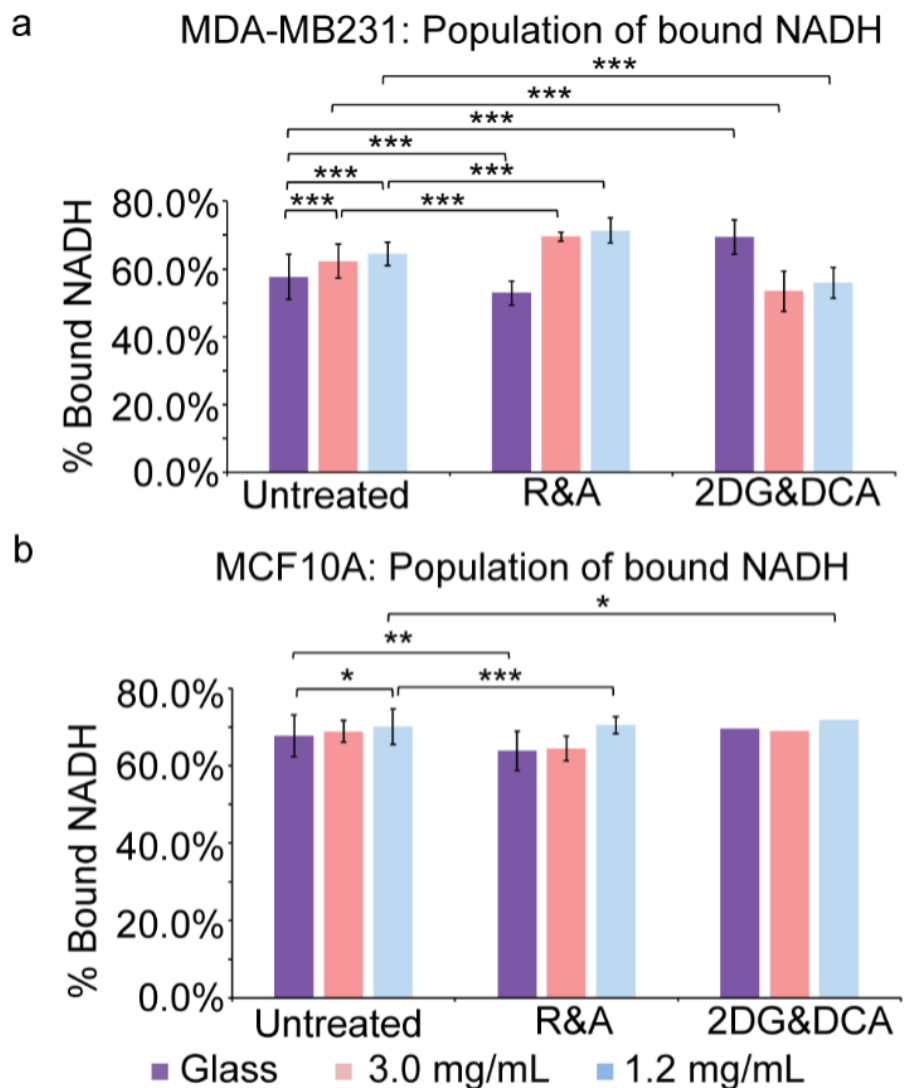 a
MDA-MB231: Population of bound NADH
***
***
***
***
***
***
***
***
% Bound NADH
80.0%
60.0%
40.0%
20.0%
0.0%
Untreated
R&A
2DG&DCA
b
MCF10A: Population of bound NADH
*
**
*
***
% Bound NADH
80.0%
60.0%
40.0%
20.0%
0.0%
Untreated
R&A
2DG&DCA
Glass 3.0 mg/mL 1.2 mg/mL